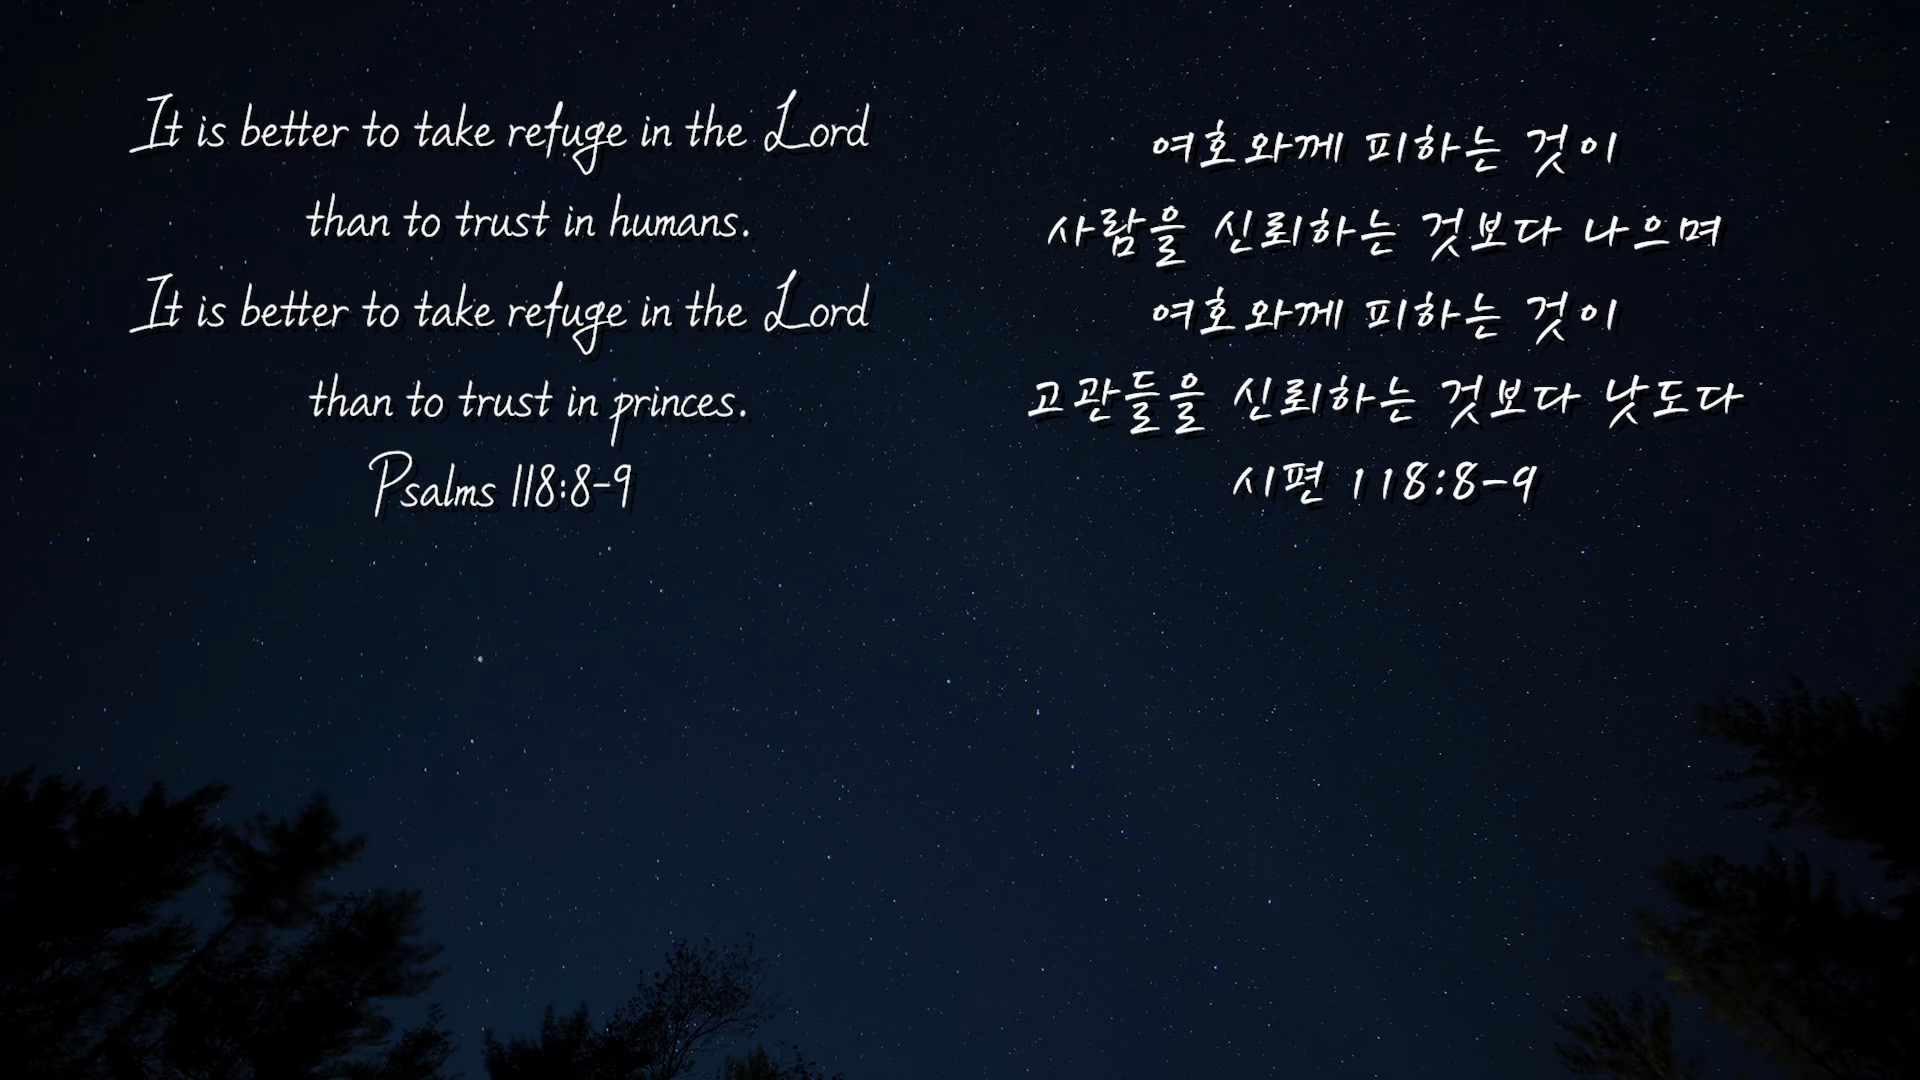 It is better to take refuge in the Lord
than to trust in humans.
It is better to take refuge in the Lord
than to trust in princes.
Psalms 118:8-9
여호와께 피하는 것이
사람을 신뢰하는 것보다 나으며
여호와께 피하는 것이
고관들을 신뢰하는 것보다 낫도다
시편 118:8-9